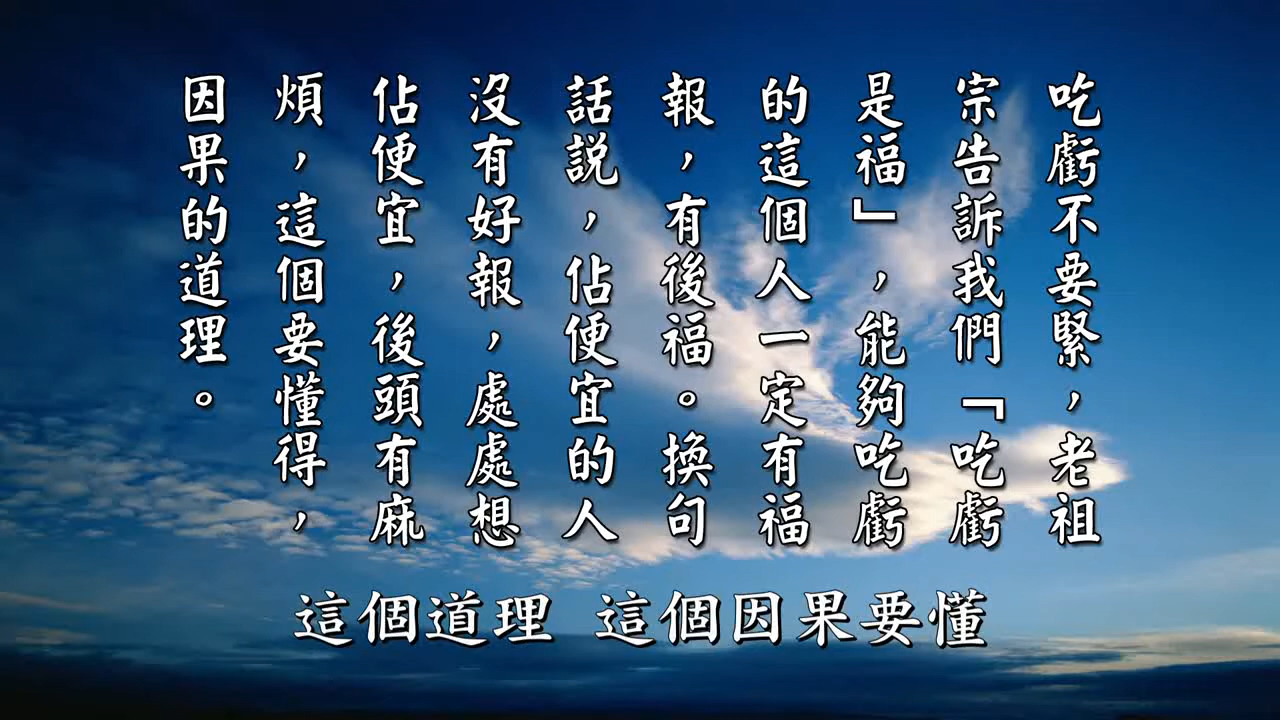 吃虧不要緊，老祖
宗告訴我們「吃虧
是福」，能夠吃虧
的這個人一定有福
報，有後福。換句
話説，佔便宜的人
沒有好報，處處想
佔便宜，後頭有麻
煩，這個要懂得，
因果的道理。
這個道理 這個因果要懂